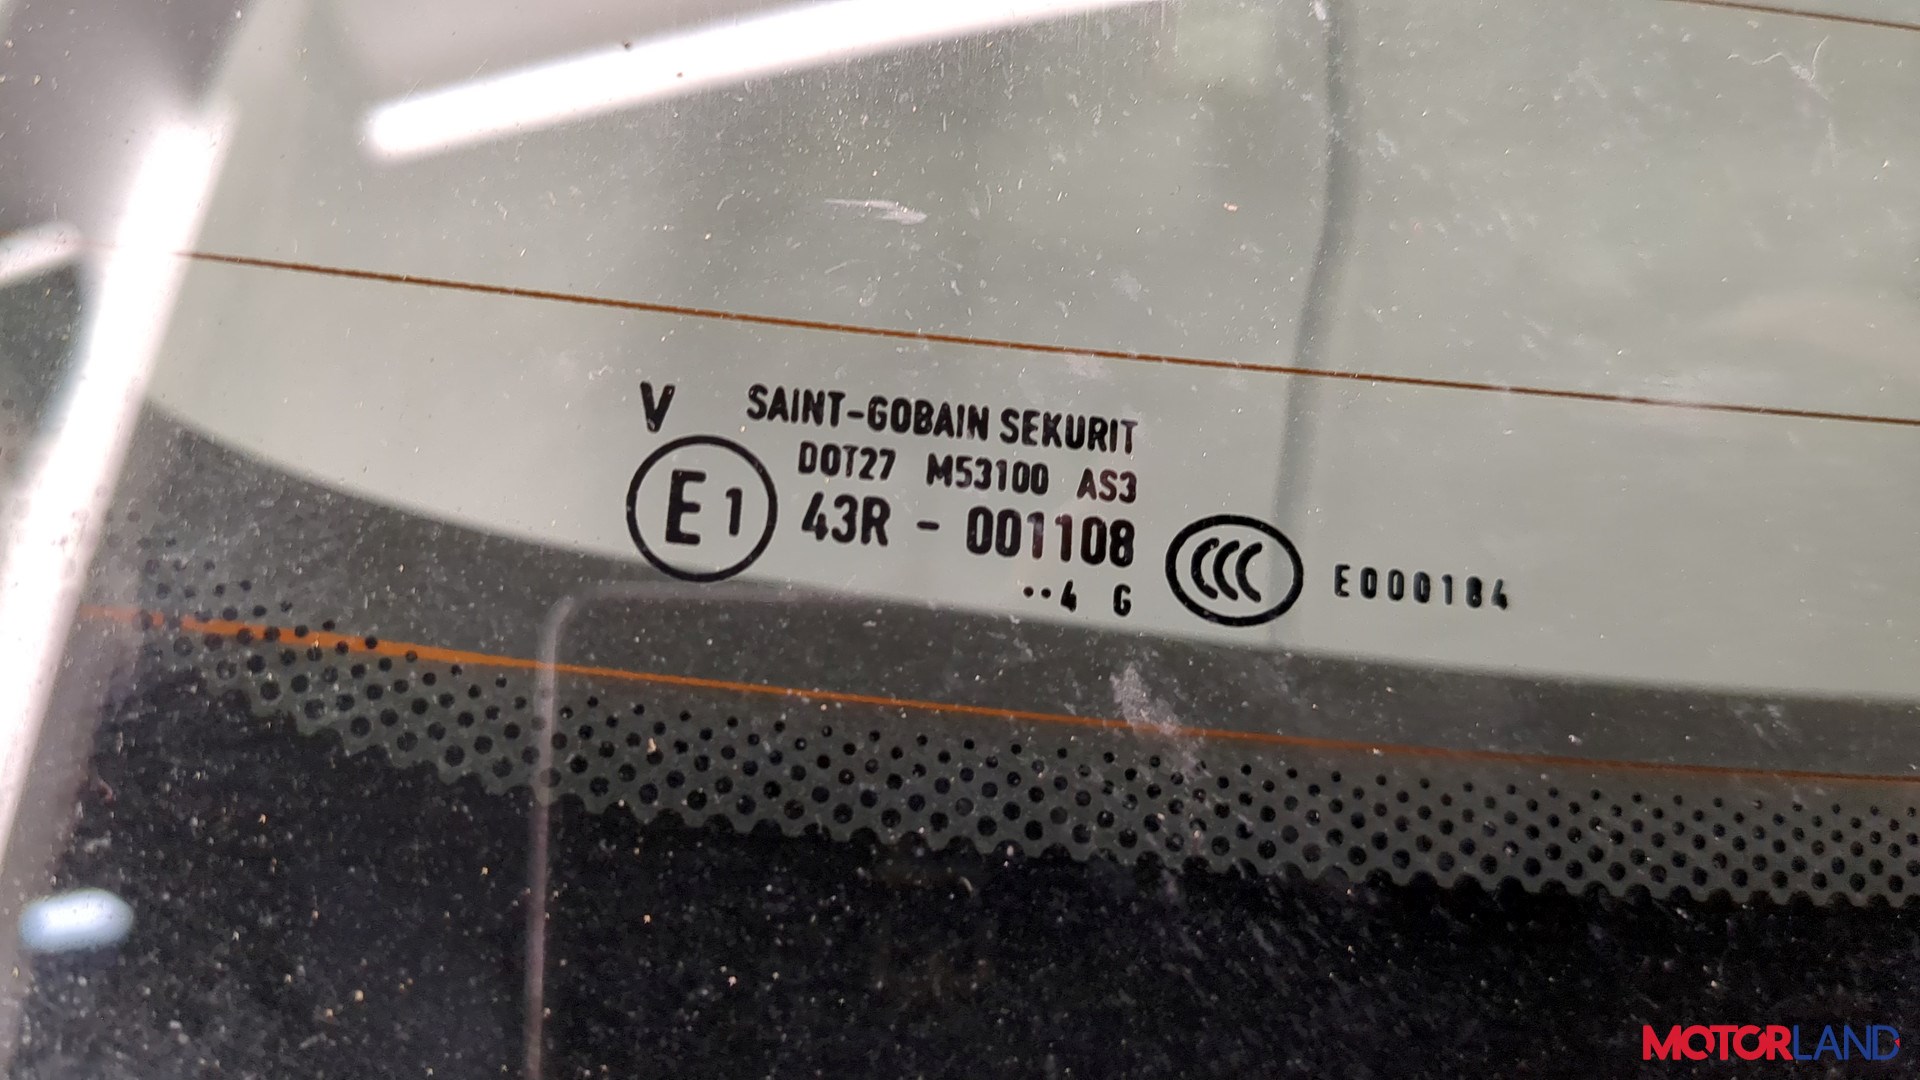 V SAINT-GOBAIN SEKURIT
DOT27 M53100 AS3
E1 43R - 001108
··4 G
CCC E000184
MOTORLAND